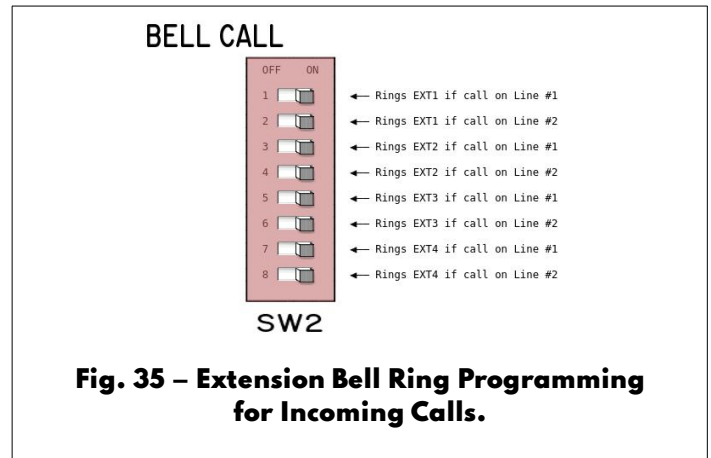 BELL CALL
OFF ON
1 ← Rings EXT1 if call on Line #1
2 ← Rings EXT1 if call on Line #2
3 ← Rings EXT2 if call on Line #1
4 ← Rings EXT2 if call on Line #2
5 ← Rings EXT3 if call on Line #1
6 ← Rings EXT3 if call on Line #2
7 ← Rings EXT4 if call on Line #1
8 ← Rings EXT4 if call on Line #2
SW2
Fig. 35 – Extension Bell Ring Programming
for Incoming Calls.